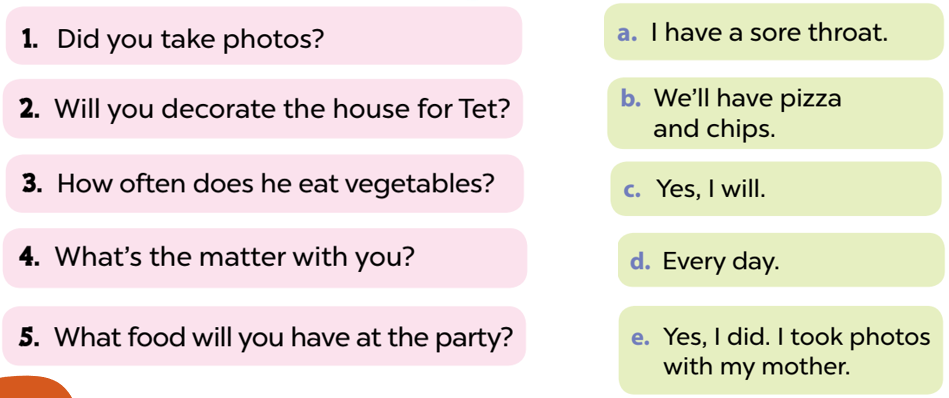 1. Did you take photos?
2. Will you decorate the house for Tet?
3. How often does he eat vegetables?
4. What's the matter with you?
5. What food will you have at the party?
a. I have a sore throat.
b. We'll have pizza
and chips.
c. Yes, I will.
d. Every day.
e. Yes, I did. I took photos
with my mother.